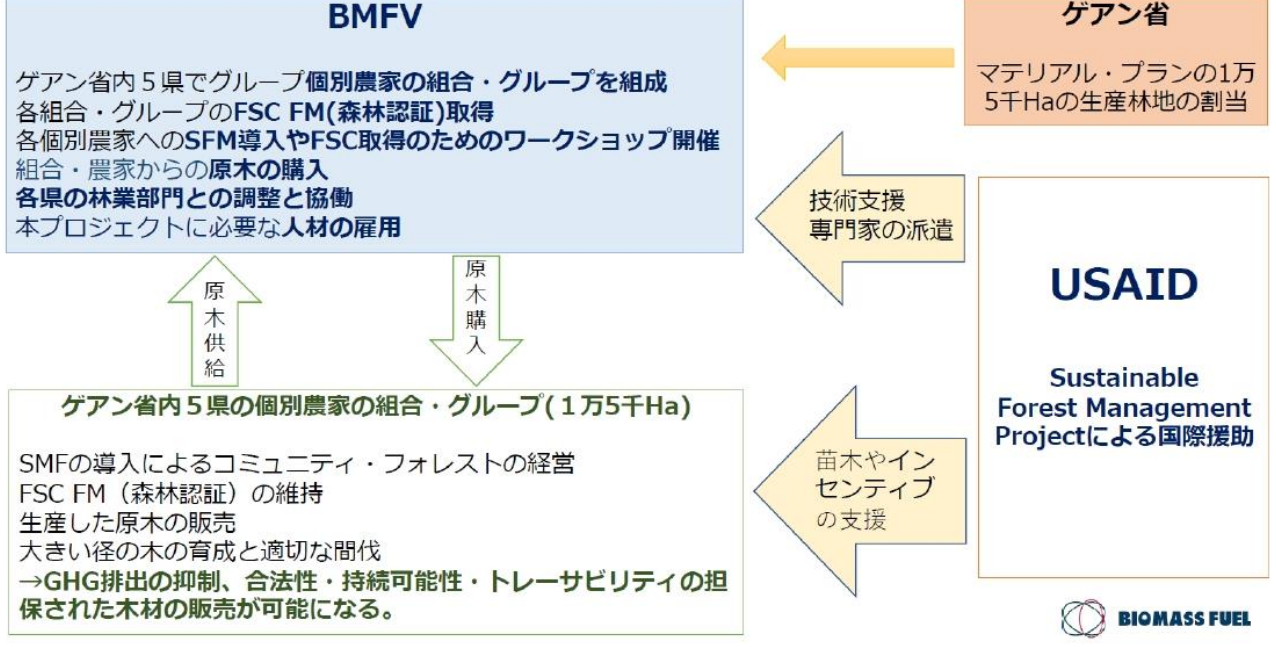 BMFV
ゲアン省内５県でグループ個別農家の組合・グループを組成
各組合・グループのFSC FM(森林認証)取得
各個別農家へのSFM導入やFSC取得のためのワークショップ開催
組合・農家からの原木の購入
各県の林業部門との調整と協働
本プロジェクトに必要な人材の雇用
ゲアン省
マテリアル・プランの1万
5千Haの生産林地の割当
技術支援
専門家の派遣
USAID
Sustainable
Forest Management
Projectによる国際援助
原木供給
原木購入
ゲアン省内５県の個別農家の組合・グループ(１万5千Ha)
SMFの導入によるコミュニティ・フォレストの経営
FSC FM（森林認証）の維持
生産した原木の販売
大きい径の木の育成と適切な間伐
→GHG排出の抑制、合法性・持続可能性・トレーサビリティの担
保された木材の販売が可能になる。
苗木やイン
センティブ
の支援
BIOMASS FUEL